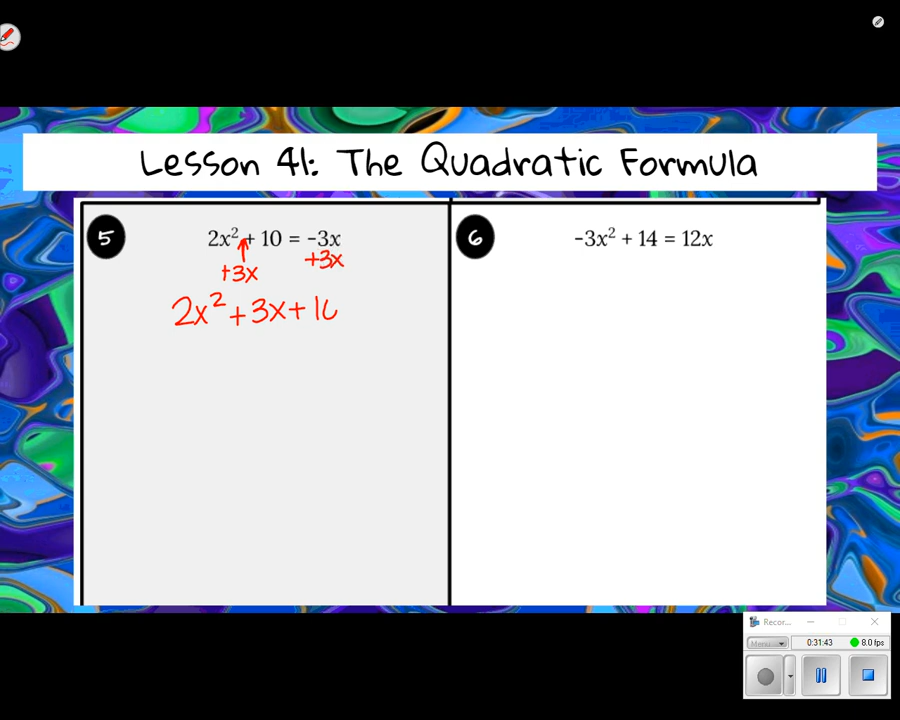 Lesson 41: The Quadratic Formula
5
2x² + 10 = -3x
+3x +3x
2x² + 3x + 10
6
-3x² + 14 = 12x
Recor...
Menu
0:31:43
8.0 fps